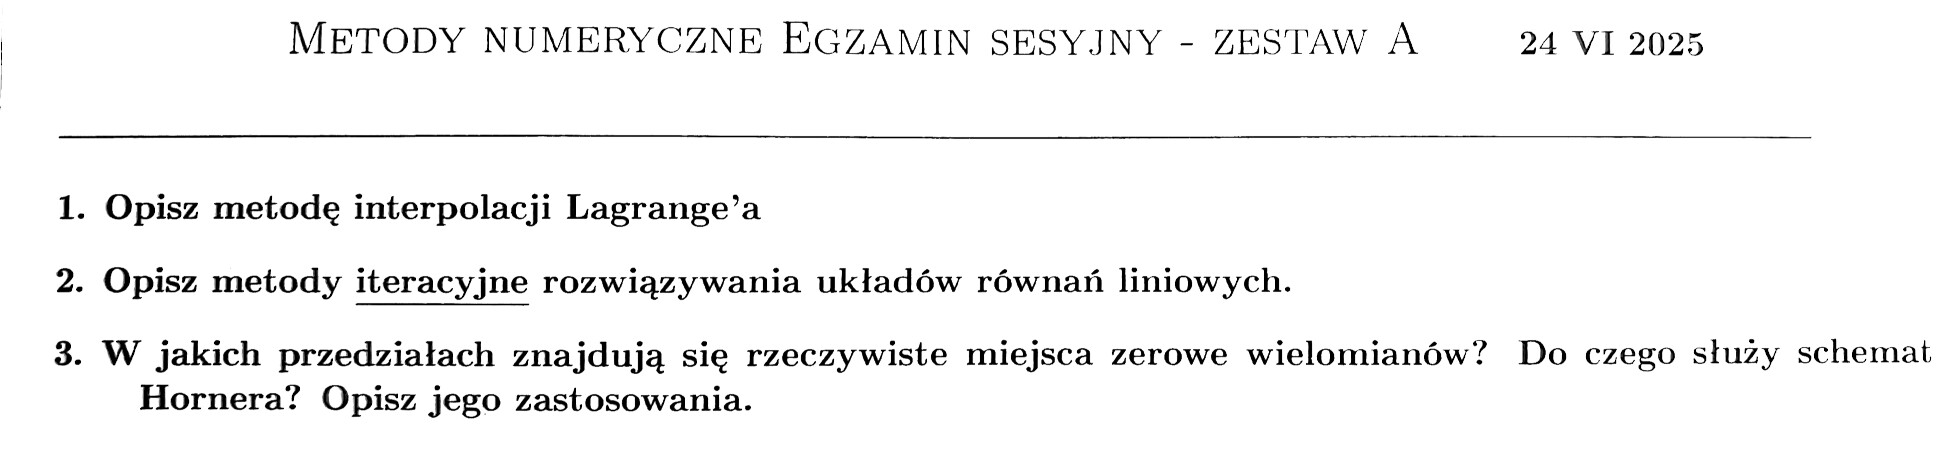 METODY NUMERYCZNE EGZAMIN SESYJNY - ZESTAW A 24 VI 2025
1. Opisz metodę interpolacji Lagrange'a
2. Opisz metody iteracyjne rozwiązywania układów równań liniowych.
3. W jakich przedziałach znajdują się rzeczywiste miejsca zerowe wielomianów? Do czego służy schemat
Hornera? Opisz jego zastosowania.